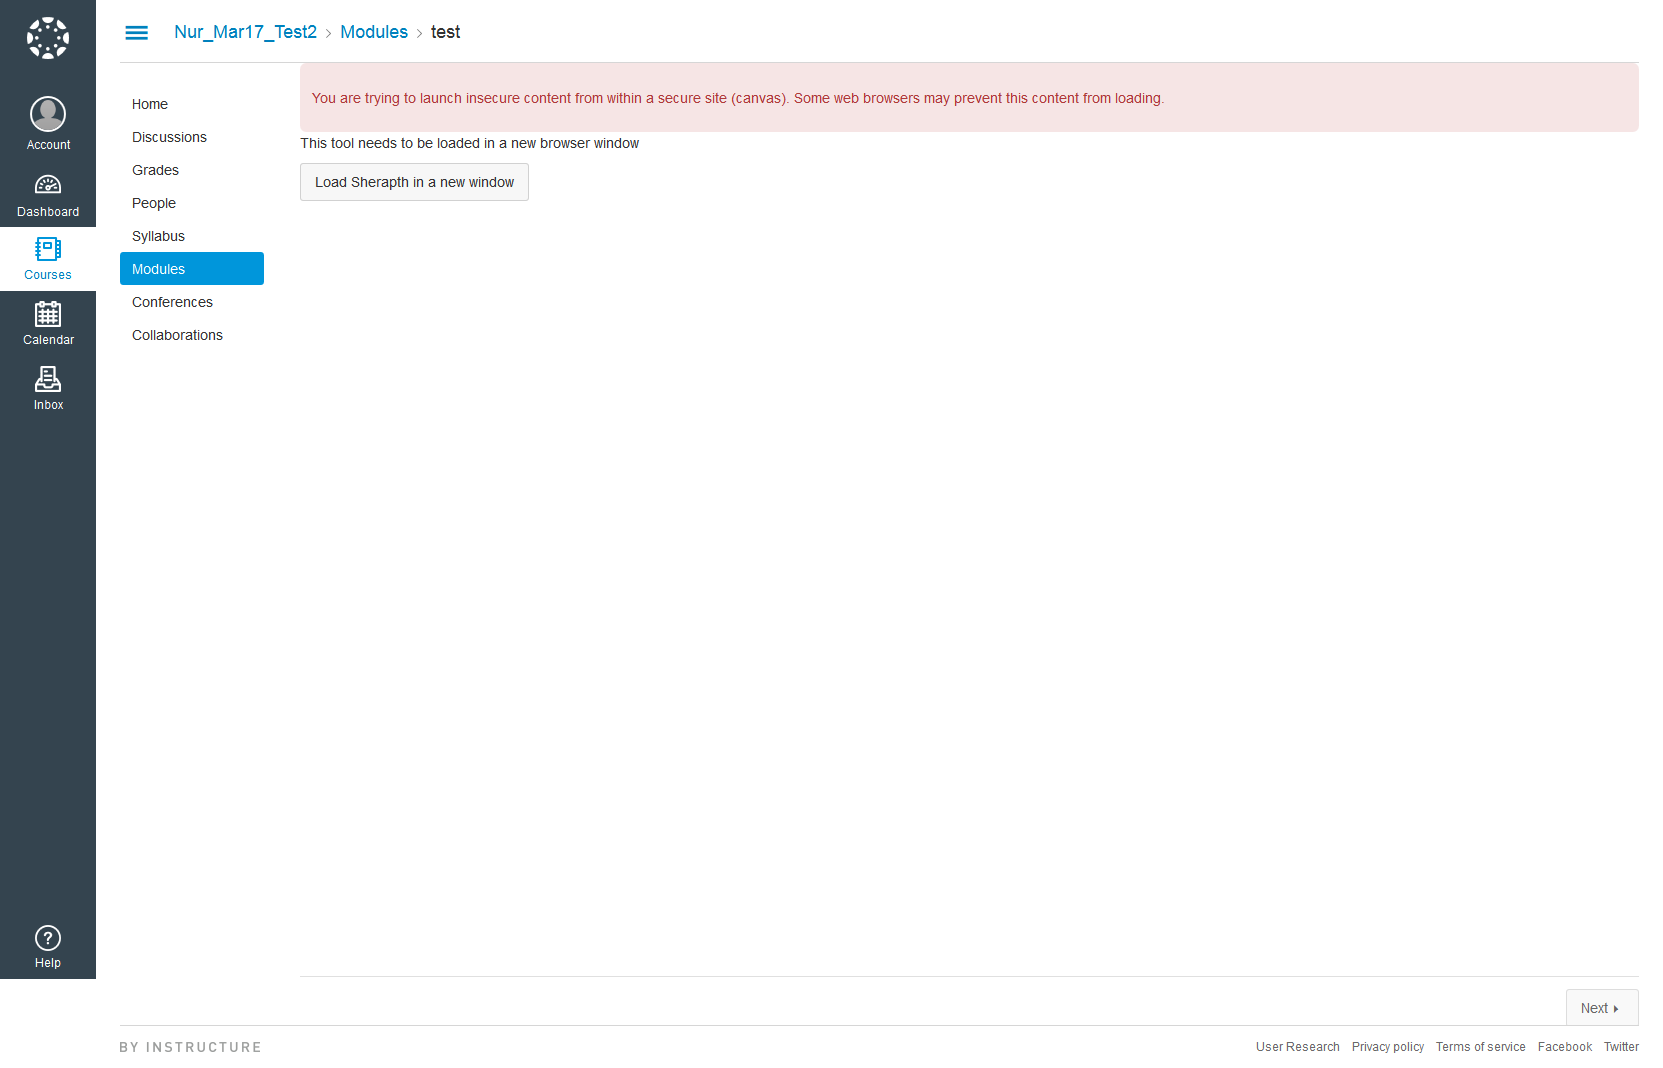 Nur_Mar17_Test2 > Modules > test
Account
Dashboard
Courses
Calendar
Inbox
Help
Home
Discussions
Grades
People
Syllabus
Modules
Conferences
Collaborations
You are trying to launch insecure content from within a secure site (canvas). Some web browsers may prevent this content from loading.
This tool needs to be loaded in a new browser window
Load Sherapth in a new window
Next
BY INSTRUCTURE
User Research Privacy policy Terms of service Facebook Twitter